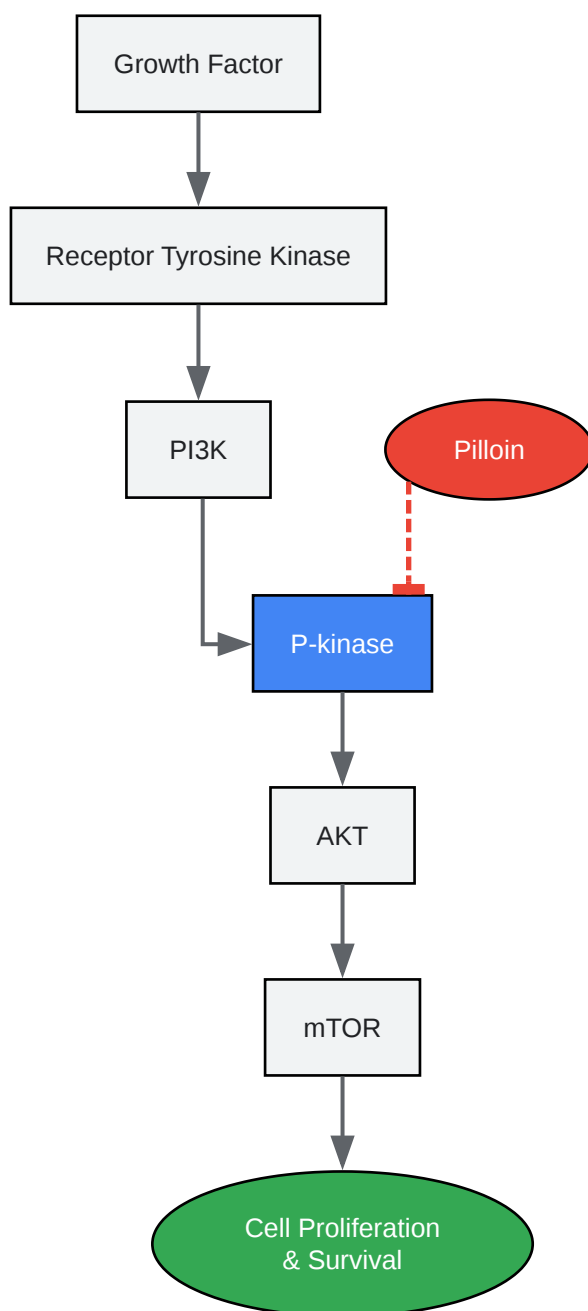 Growth Factor
Receptor Tyrosine Kinase
PI3K
Pilloin
P-kinase
AKT
mTOR
Cell Proliferation
& Survival